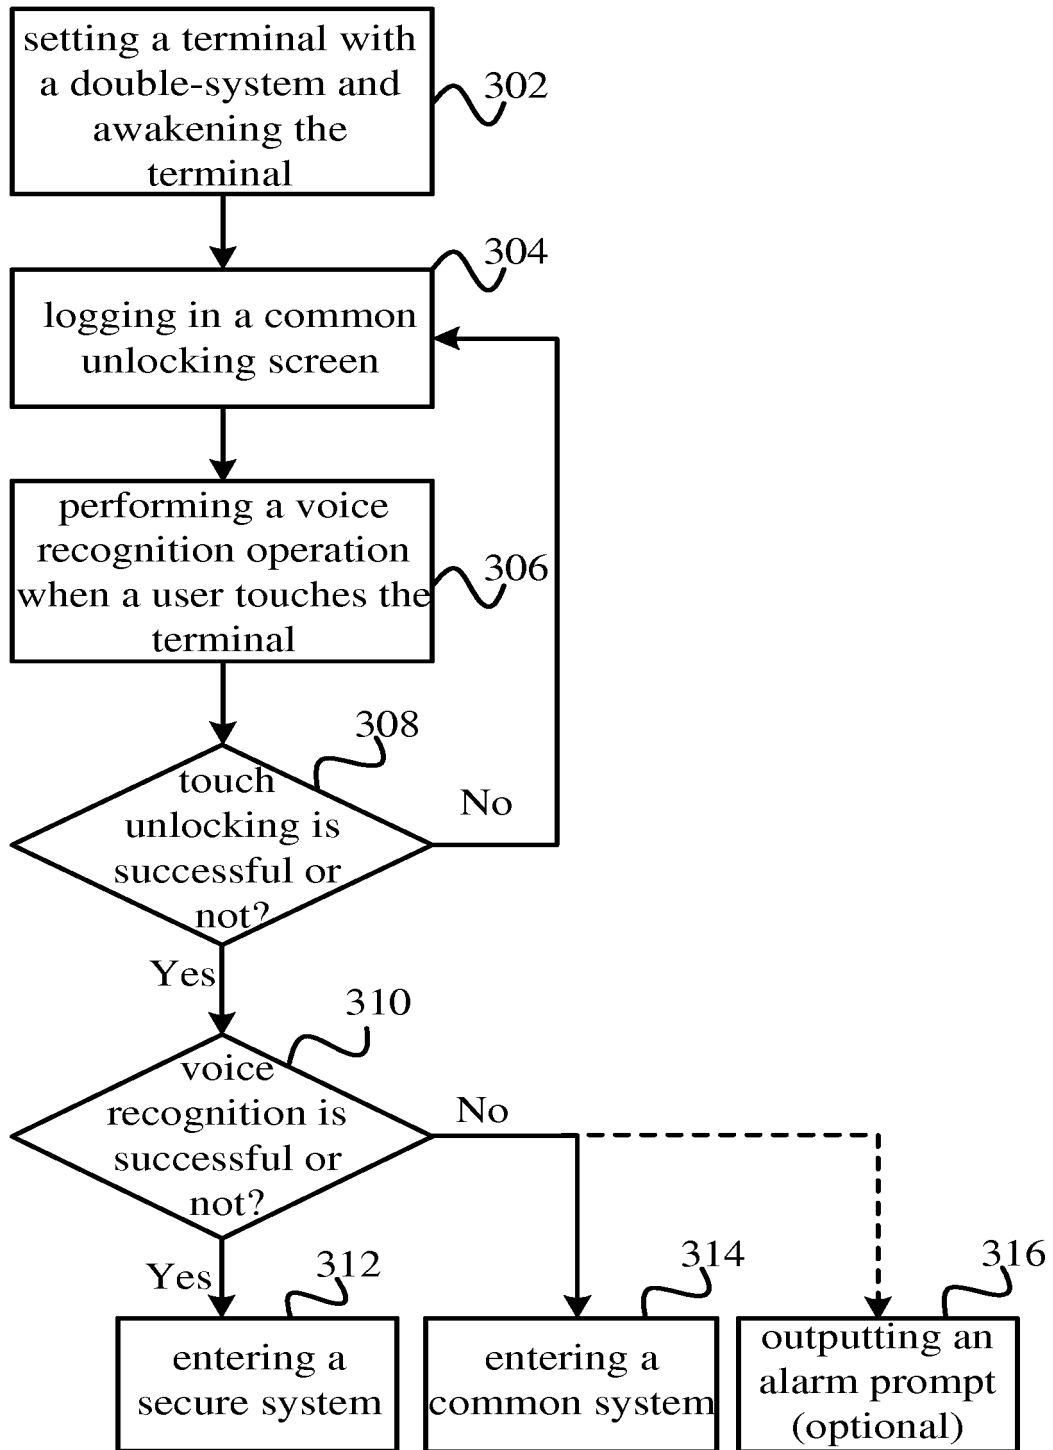 setting a terminal with
a double-system and
awakening the
terminal
302
304
logging in a common
unlocking screen
performing a voice
recognition operation
when a user touches the
terminal
306
308
touch
unlocking is
successful or
not?
No
Yes
310
voice
recognition is
successful or
not?
No
Yes
312
314
316
entering a
secure system
entering a
common system
outputting an
alarm prompt
(optional)